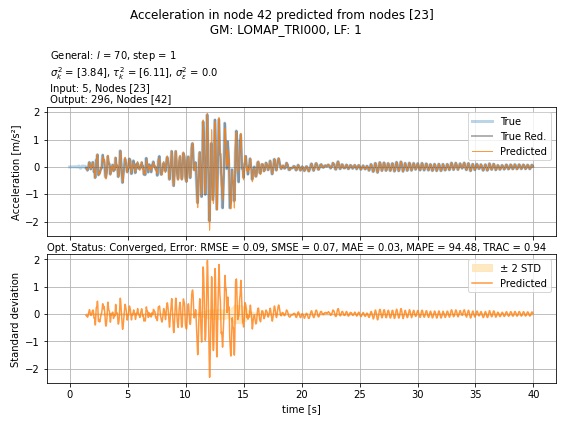 Acceleration in node 42 predicted from nodes [23]
GM: LOMAP_TRI000, LF: 1
General: l = 70, step = 1
σ²ₖ = [3.84], τ²ₖ = [6.11], σ²ε = 0.0
Input: 5, Nodes [23]
Output: 296, Nodes [42]
Acceleration [m/s²]
2
1
0
−1
−2
True
True Red.
Predicted
Opt. Status: Converged, Error: RMSE = 0.09, SMSE = 0.07, MAE = 0.03, MAPE = 94.48, TRAC = 0.94
Standard deviation
2
1
0
−1
−2
± 2 STD
Predicted
0 5 10 15 20 25 30 35 40
time [s]